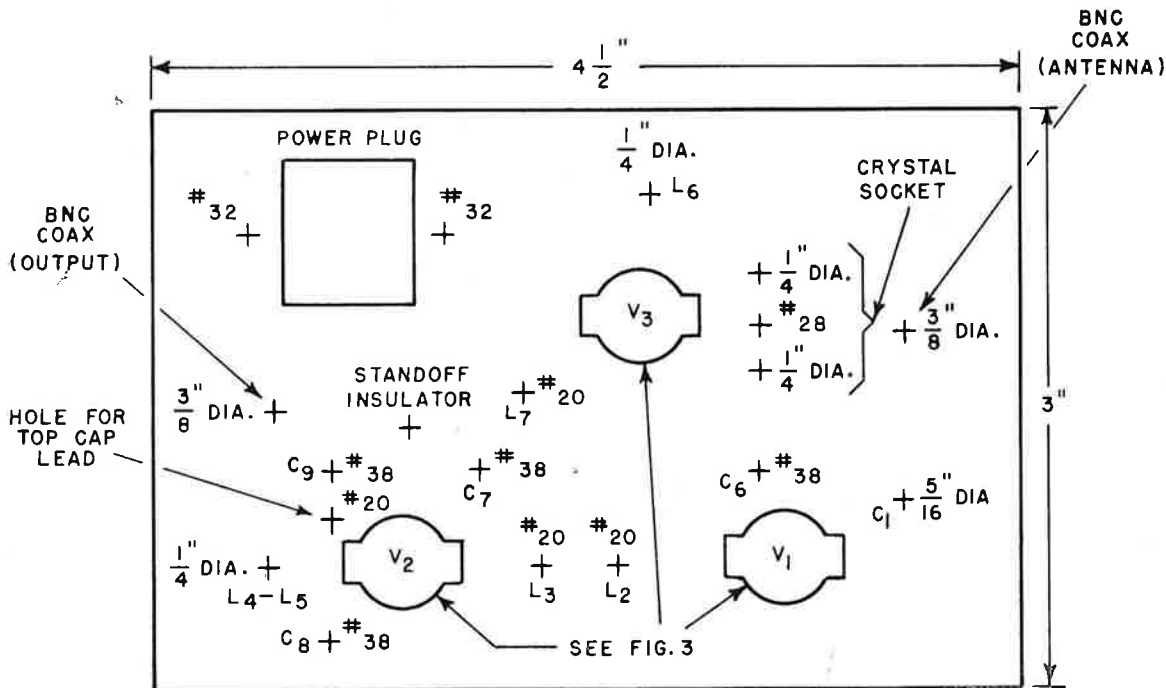 BNC
COAX
(ANTENNA)
4 1/2"
POWER PLUG
1/4" DIA.
L6
CRYSTAL
SOCKET
#32
#32
BNC
COAX
(OUTPUT)
1/4" DIA.
V3
#28
3/8" DIA.
1/4" DIA.
STANDOFF
INSULATOR
#20
L7
3/8" DIA.
3"
HOLE FOR
TOP CAP
LEAD
C9 #38
#38
C7
C6 #38
C1 5/16" DIA
#20
#20
#20
1/4" DIA.
V2
V1
L4-L5
L3
L2
C8 #38
SEE FIG. 3